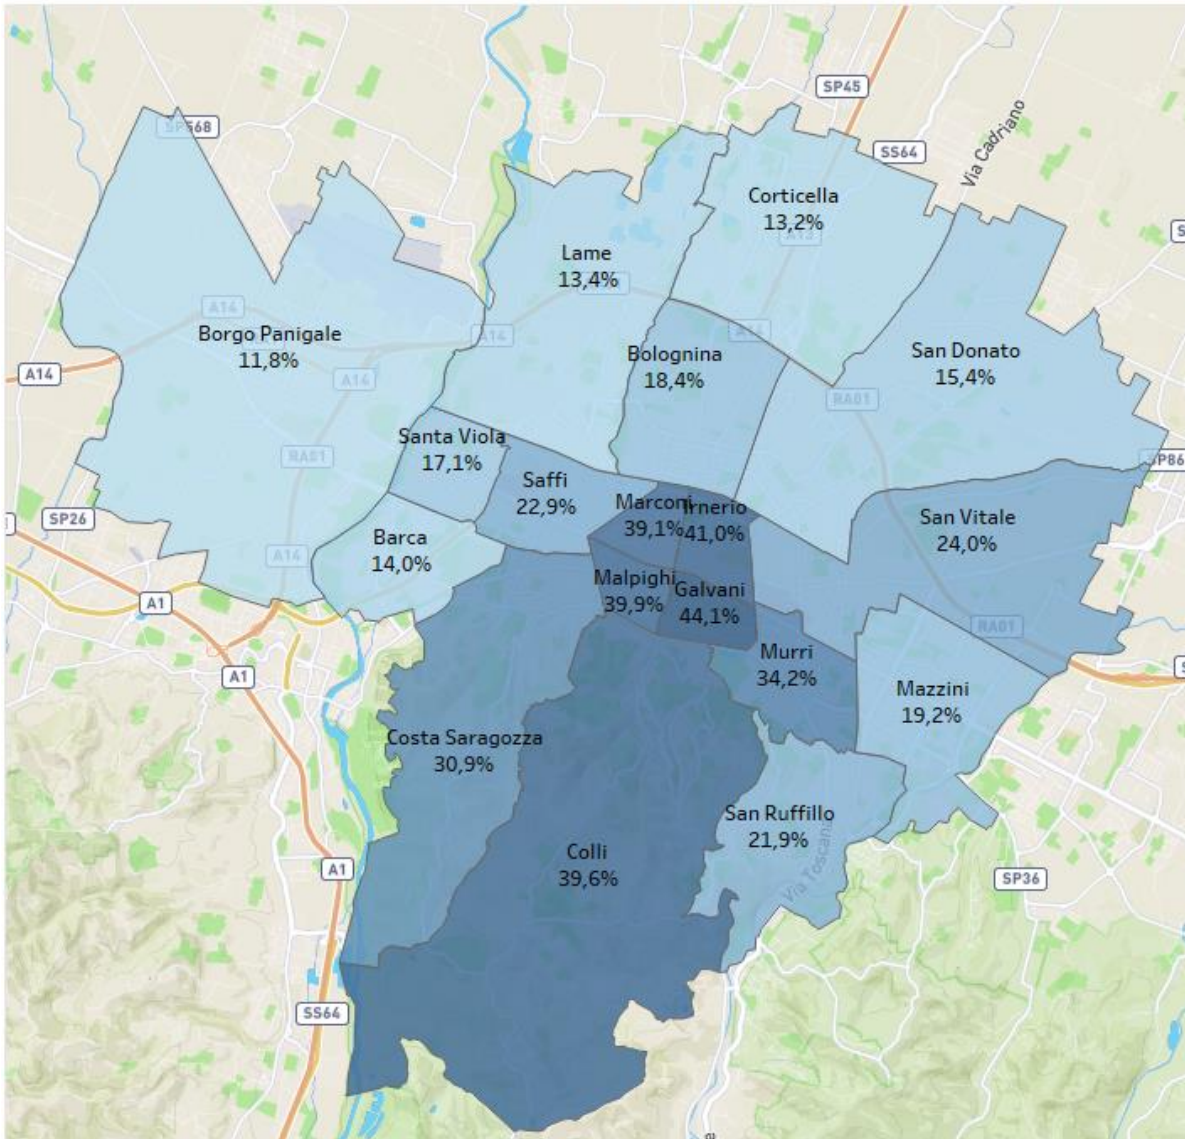 SP45
SP568
SS64
Via Cadriano
Corticella
13,2%
A13
Lame
13,4%
A14
Borgo Panigale
11,8%
A14
A14
A14
Bolognina
18,4%
San Donato
15,4%
RA01
Santa Viola
17,1%
RA01
Saffi
22,9%
SP86
SP26
Marconi
39,1%
Irnerio
41,0%
San Vitale
24,0%
Barca
14,0%
A14
Malpighi
39,9%
Galvani
44,1%
A1
RA01
Murri
34,2%
A1
Mazzini
19,2%
Costa Saragozza
30,9%
San Ruffillo
21,9%
Via Toscana
Colli
39,6%
A1
SP36
SS64